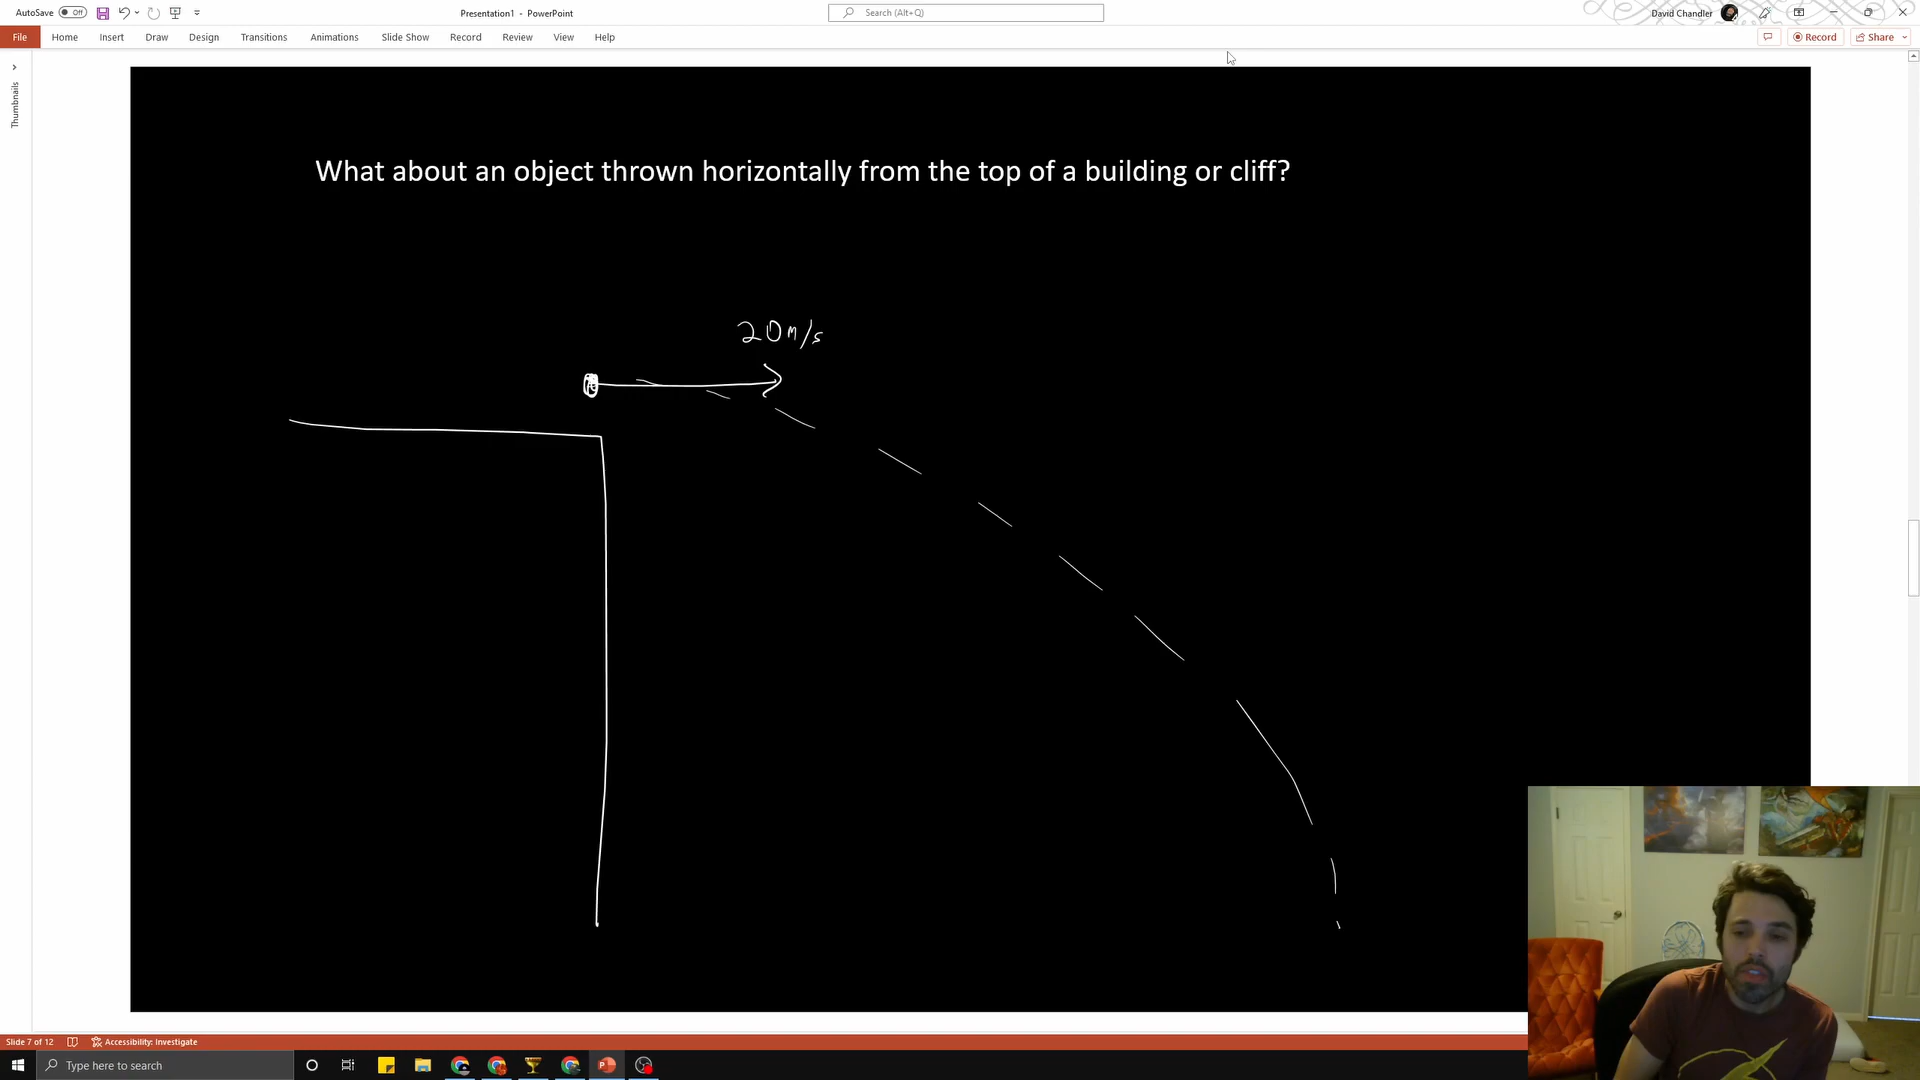 AutoSave Off Presentation1 - PowerPoint Search (Alt+Q) David Chandler
File Home Insert Draw Design Transitions Animations Slide Show Record Review View Help Record Share
Thumbnails
What about an object thrown horizontally from the top of a building or cliff?
20m/s
Slide 7 of 12 Accessibility: Investigate
Type here to search